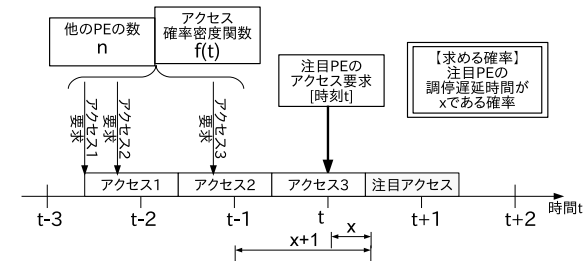 他のPEの数
n
アクセス
確率密度関数
f(t)
注目PEの
アクセス要求
[時刻t]
【求める確率】
注目PEの
調停遅延時間が
xである確率
アクセス1
要求
アクセス2
要求
アクセス3
要求
アクセス1
アクセス2
アクセス3
注目アクセス
t-3
t-2
t-1
t
t+1
t+2
時間t
x
x+1